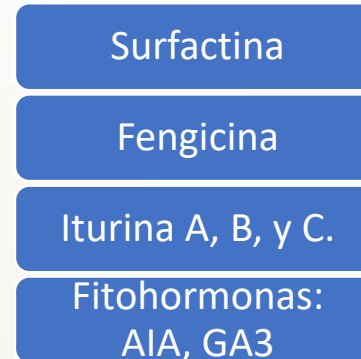 Surfactina
Fengicina
Iturina A, B, y C.
Fitohormonas:
AIA, GA3